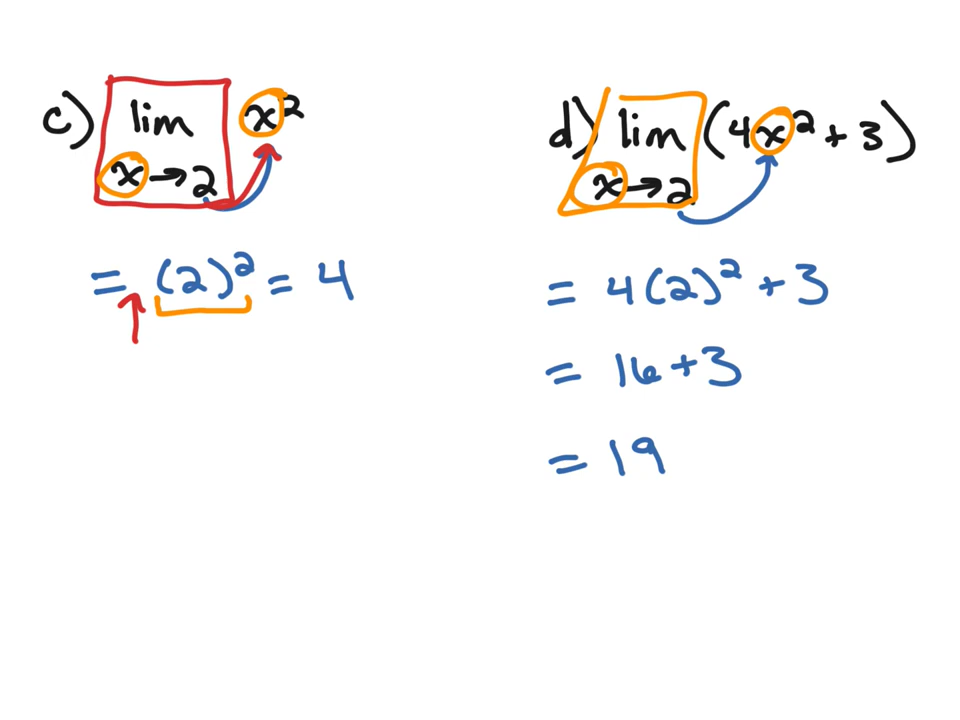 c) lim x²
x → 2
= (2)² = 4
d) lim (4x² + 3)
x → 2
= 4(2)² + 3
= 16 + 3
= 19